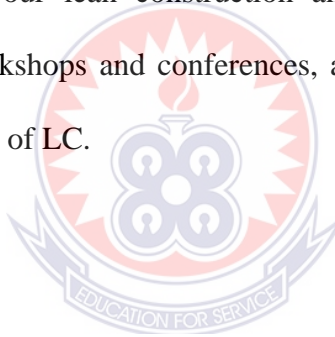 our lean construction a
kshops and conferences, a
of LC.
EDUCATION FOR SERVICE